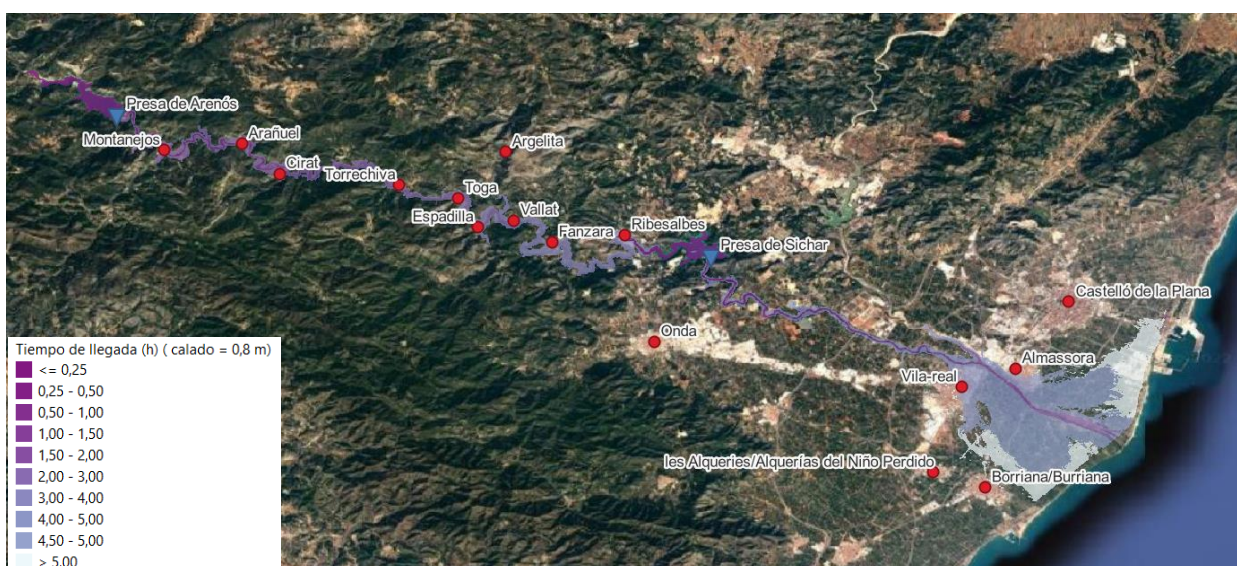 Presa de Arenós
Montanejos
Arañuel
Argelita
Cirat
Torrechiva
Toga
Espadilla
Vallat
Fanzara
Ribesalbes
Presa de Sichar
Castelló de la Plana
Onda
Almassora
Vila-real
les Alqueries/Alquerías del Niño Perdido
Borriana/Burriana
Tiempo de llegada (h) ( calado = 0,8 m)
<= 0,25
0,25 - 0,50
0,50 - 1,00
1,00 - 1,50
1,50 - 2,00
2,00 - 3,00
3,00 - 4,00
4,00 - 5,00
4,50 - 5,00
> 5,00